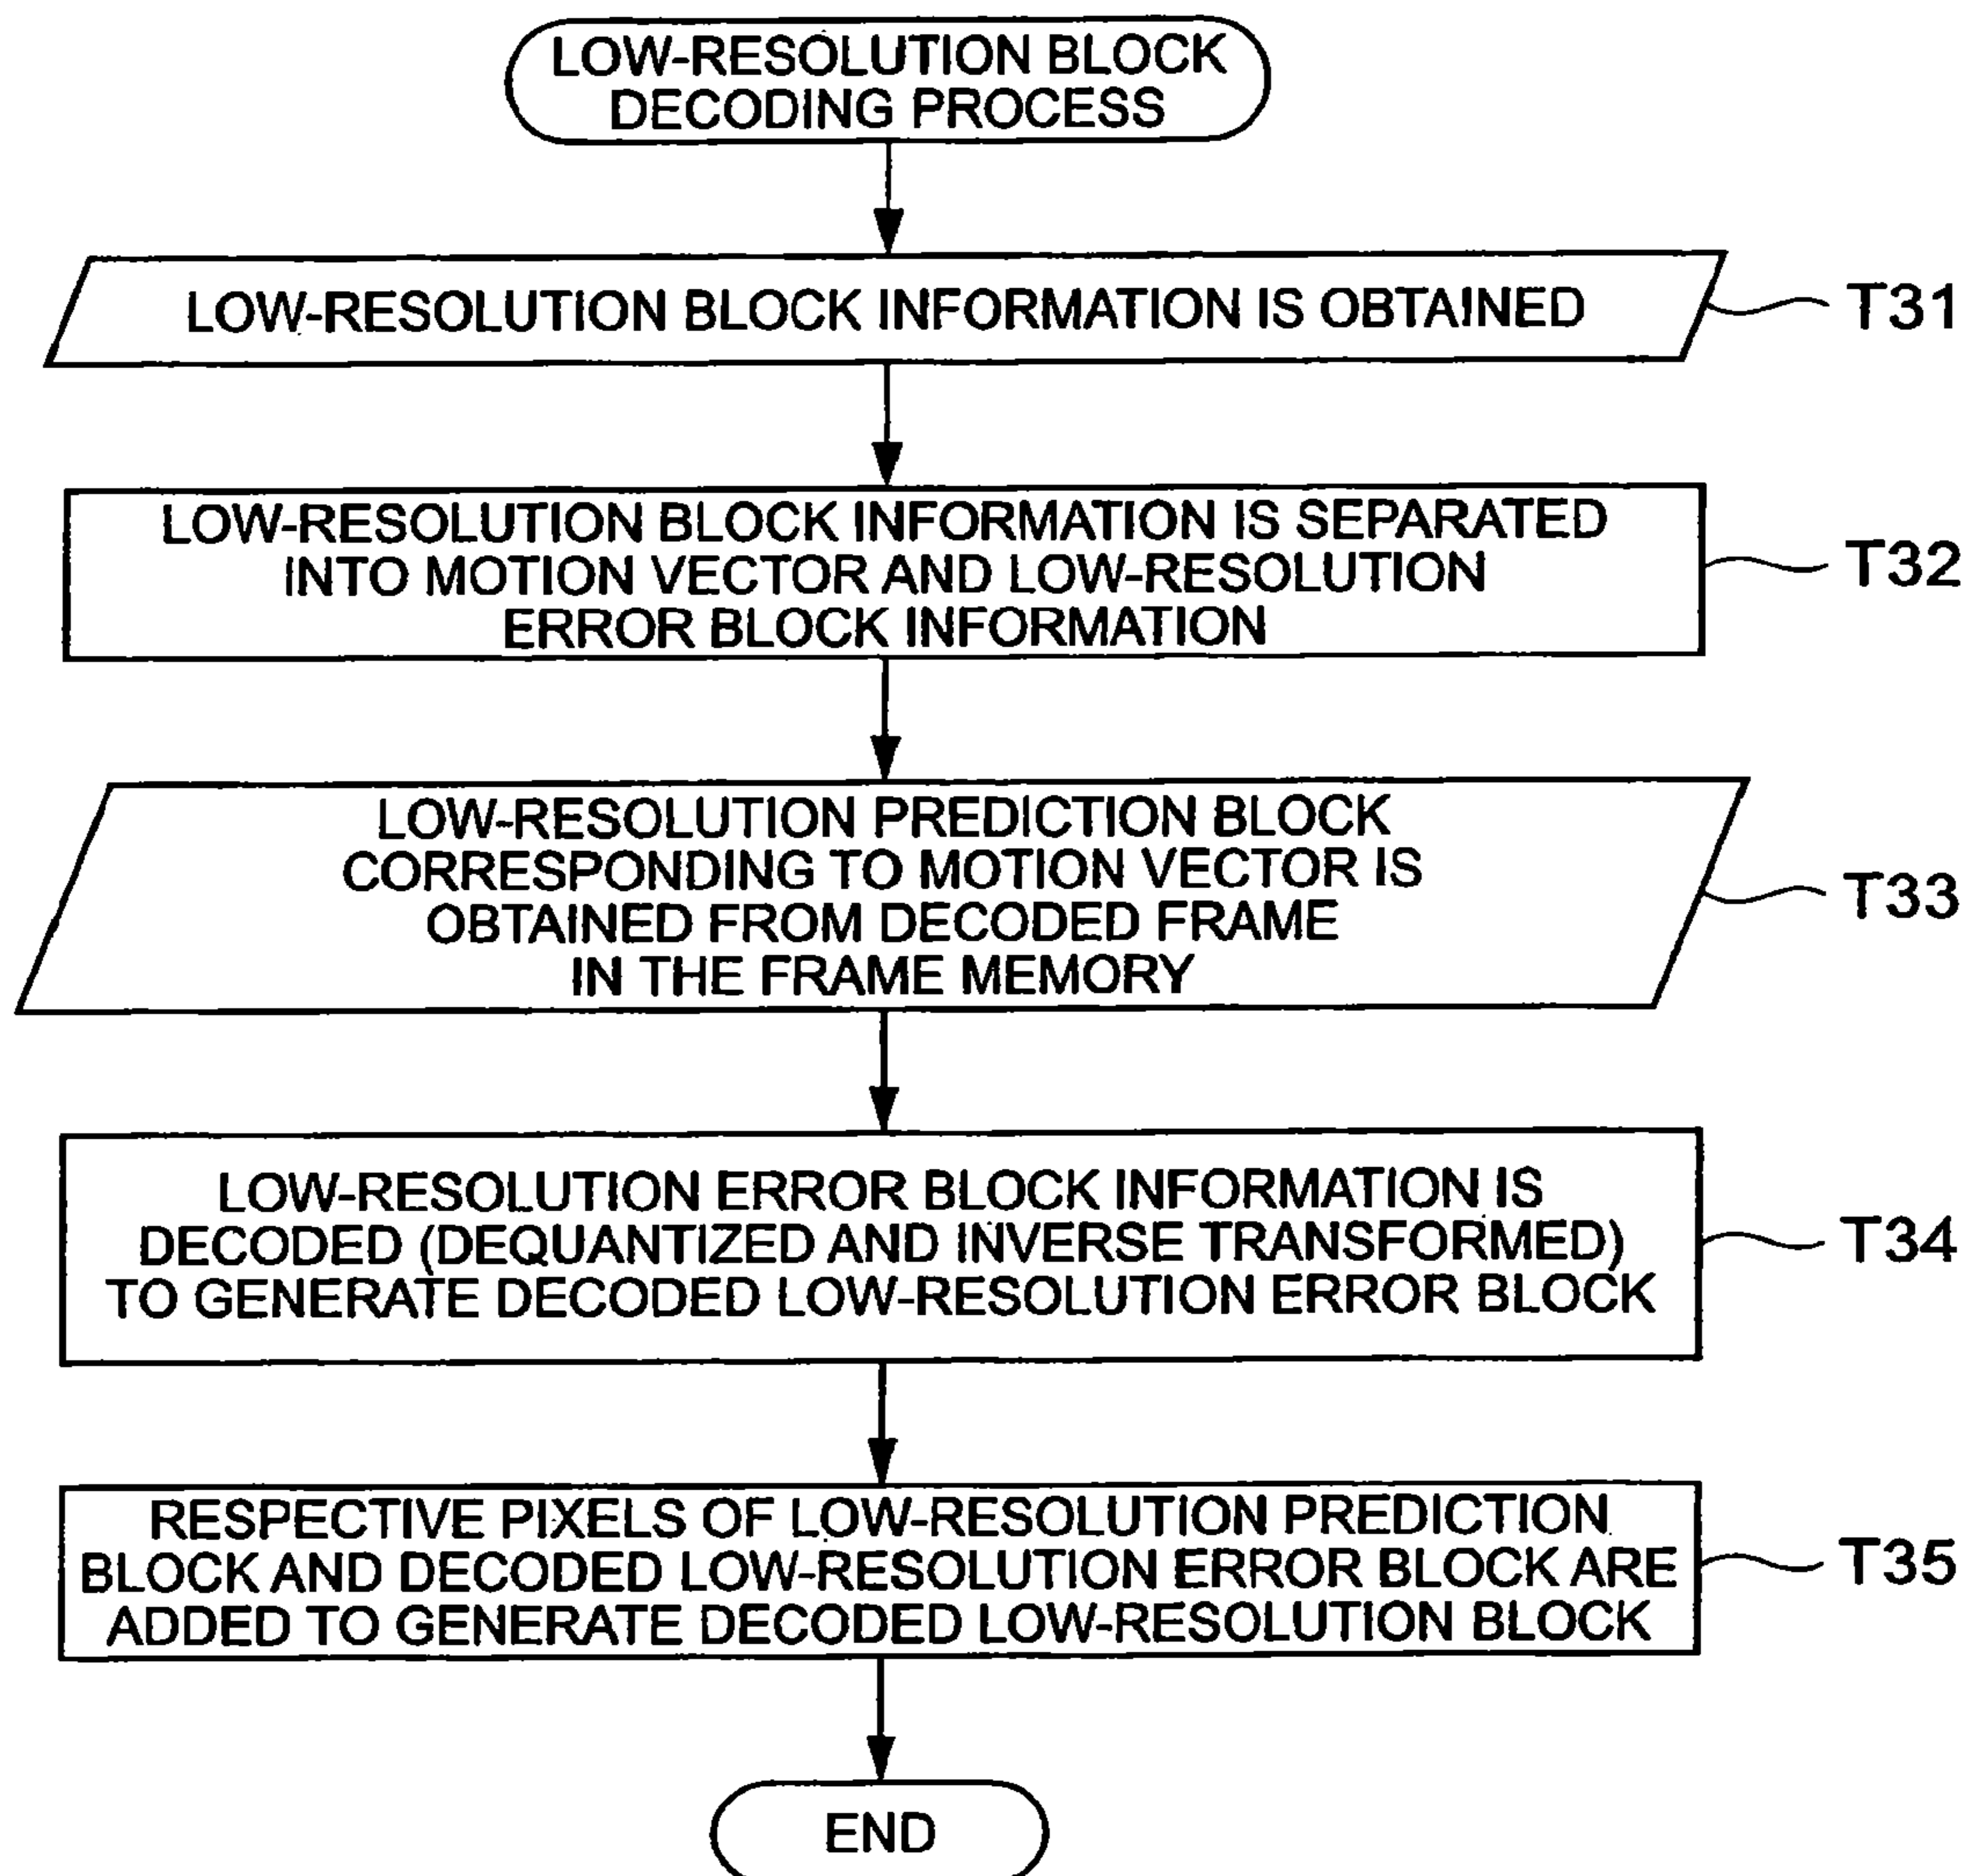 LOW-RESOLUTION BLOCK
DECODING PROCESS
LOW-RESOLUTION BLOCK INFORMATION IS OBTAINED
T31
LOW-RESOLUTION BLOCK INFORMATION IS SEPARATED
INTO MOTION VECTOR AND LOW-RESOLUTION
ERROR BLOCK INFORMATION
T32
LOW-RESOLUTION PREDICTION BLOCK
CORRESPONDING TO MOTION VECTOR IS
OBTAINED FROM DECODED FRAME
IN THE FRAME MEMORY
T33
LOW-RESOLUTION ERROR BLOCK INFORMATION IS
DECODED (DEQUANTIZED AND INVERSE TRANSFORMED)
TO GENERATE DECODED LOW-RESOLUTION ERROR BLOCK
T34
RESPECTIVE PIXELS OF LOW-RESOLUTION PREDICTION
BLOCK AND DECODED LOW-RESOLUTION ERROR BLOCK ARE
ADDED TO GENERATE DECODED LOW-RESOLUTION BLOCK
T35
END